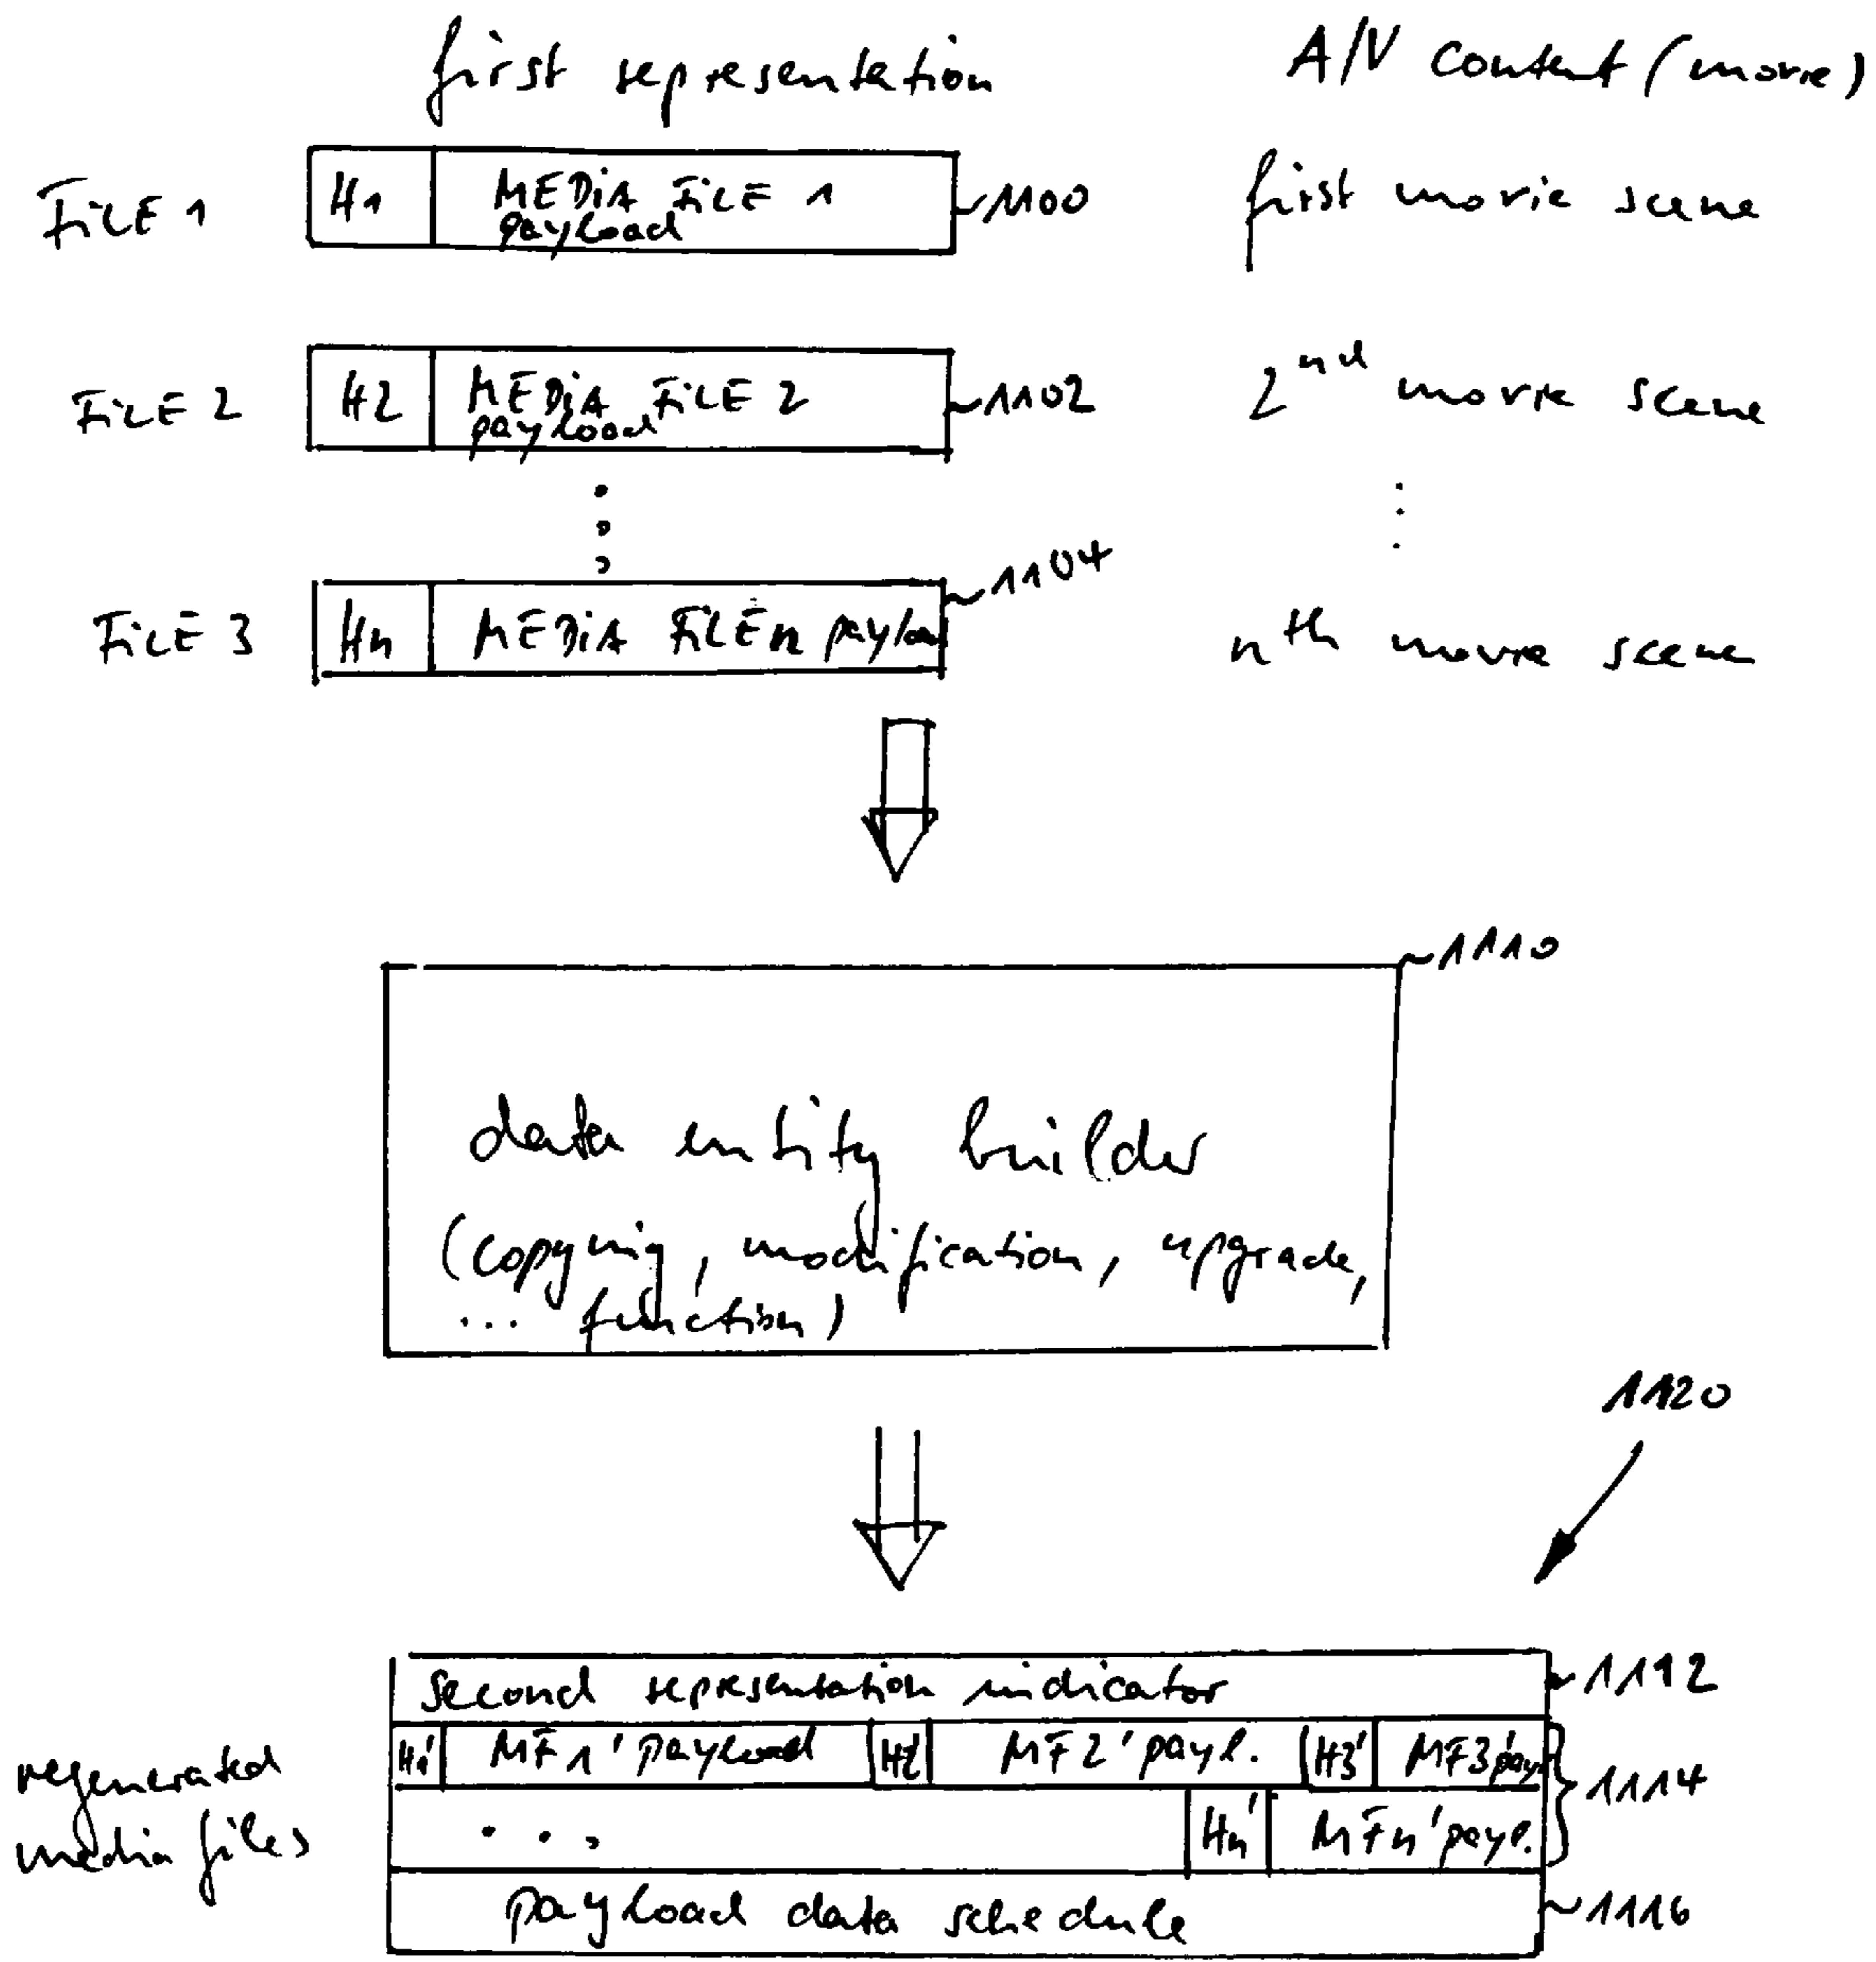 first representation
A/V content (movie)
FiLE 1
H1
MEDiA FiLE 1
payload
1100
first movie scene
FiLE 2
H2
MEDiA FiLE 2
payload
1102
2nd movie scene
FiLE 3
Hn
MEDiA FiLE n payloa
1104
nth movie scene
1110
data entity builder
(copying, modification, upgrade,
... function)
1120
second representation indicator
1112
H1' MF1' payload H2' MF2' payl. H3' MF3' pay
regenerated
media files
1114
... Hn' MFn' payl.
payload data schedule
1116